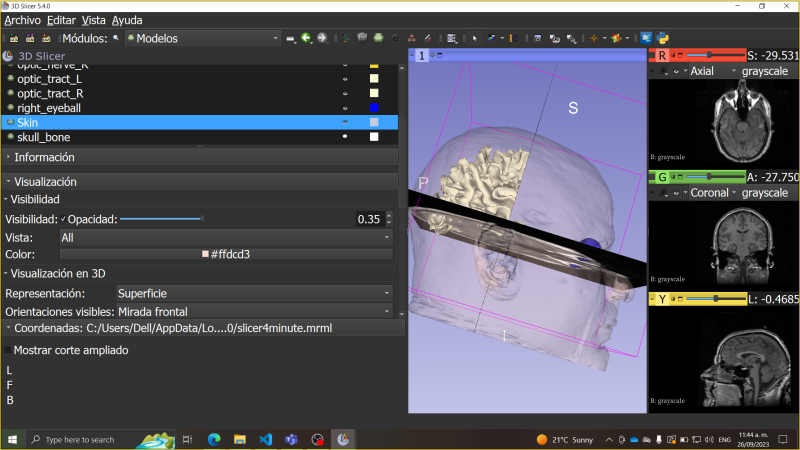 3D Slicer 5.4.0
Archivo Editar Vista Ayuda
Módulos: Modelos
3D Slicer
optic_nerve_R
optic_tract_L
optic_tract_R
right_eyeball
Skin
skull_bone
Información
Visualización
Visibilidad
Visibilidad: Opacidad: 0.35
Vista: All
Color: #ffdcd3
Visualización en 3D
Representación: Superficie
Orientaciones visibles: Mirada frontal
Coordenadas: C:/Users/Dell/AppData/Lo....0/slicer4minute.mrml
Mostrar corte ampliado
L
F
B
1
S
P
I
R S: -29.531
Axial grayscale
B: grayscale
G A: -27.750
Coronal grayscale
B: grayscale
Y L: -0.4685
B: grayscale
Type here to search
21°C Sunny
11:44 a. m.
26/09/2023